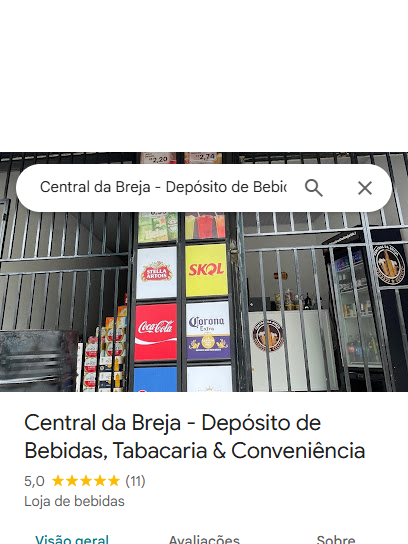 2,20
2,74
Central da Breja - Depósito de Bebid
STELLA
ARTOIS
SKOL
Coca-Cola
Corona
Extra
Central da Breja - Depósito de
Bebidas, Tabacaria & Conveniência
5,0 ★★★★★ (11)
Loja de bebidas
Visão geral
Avaliações
Sobre